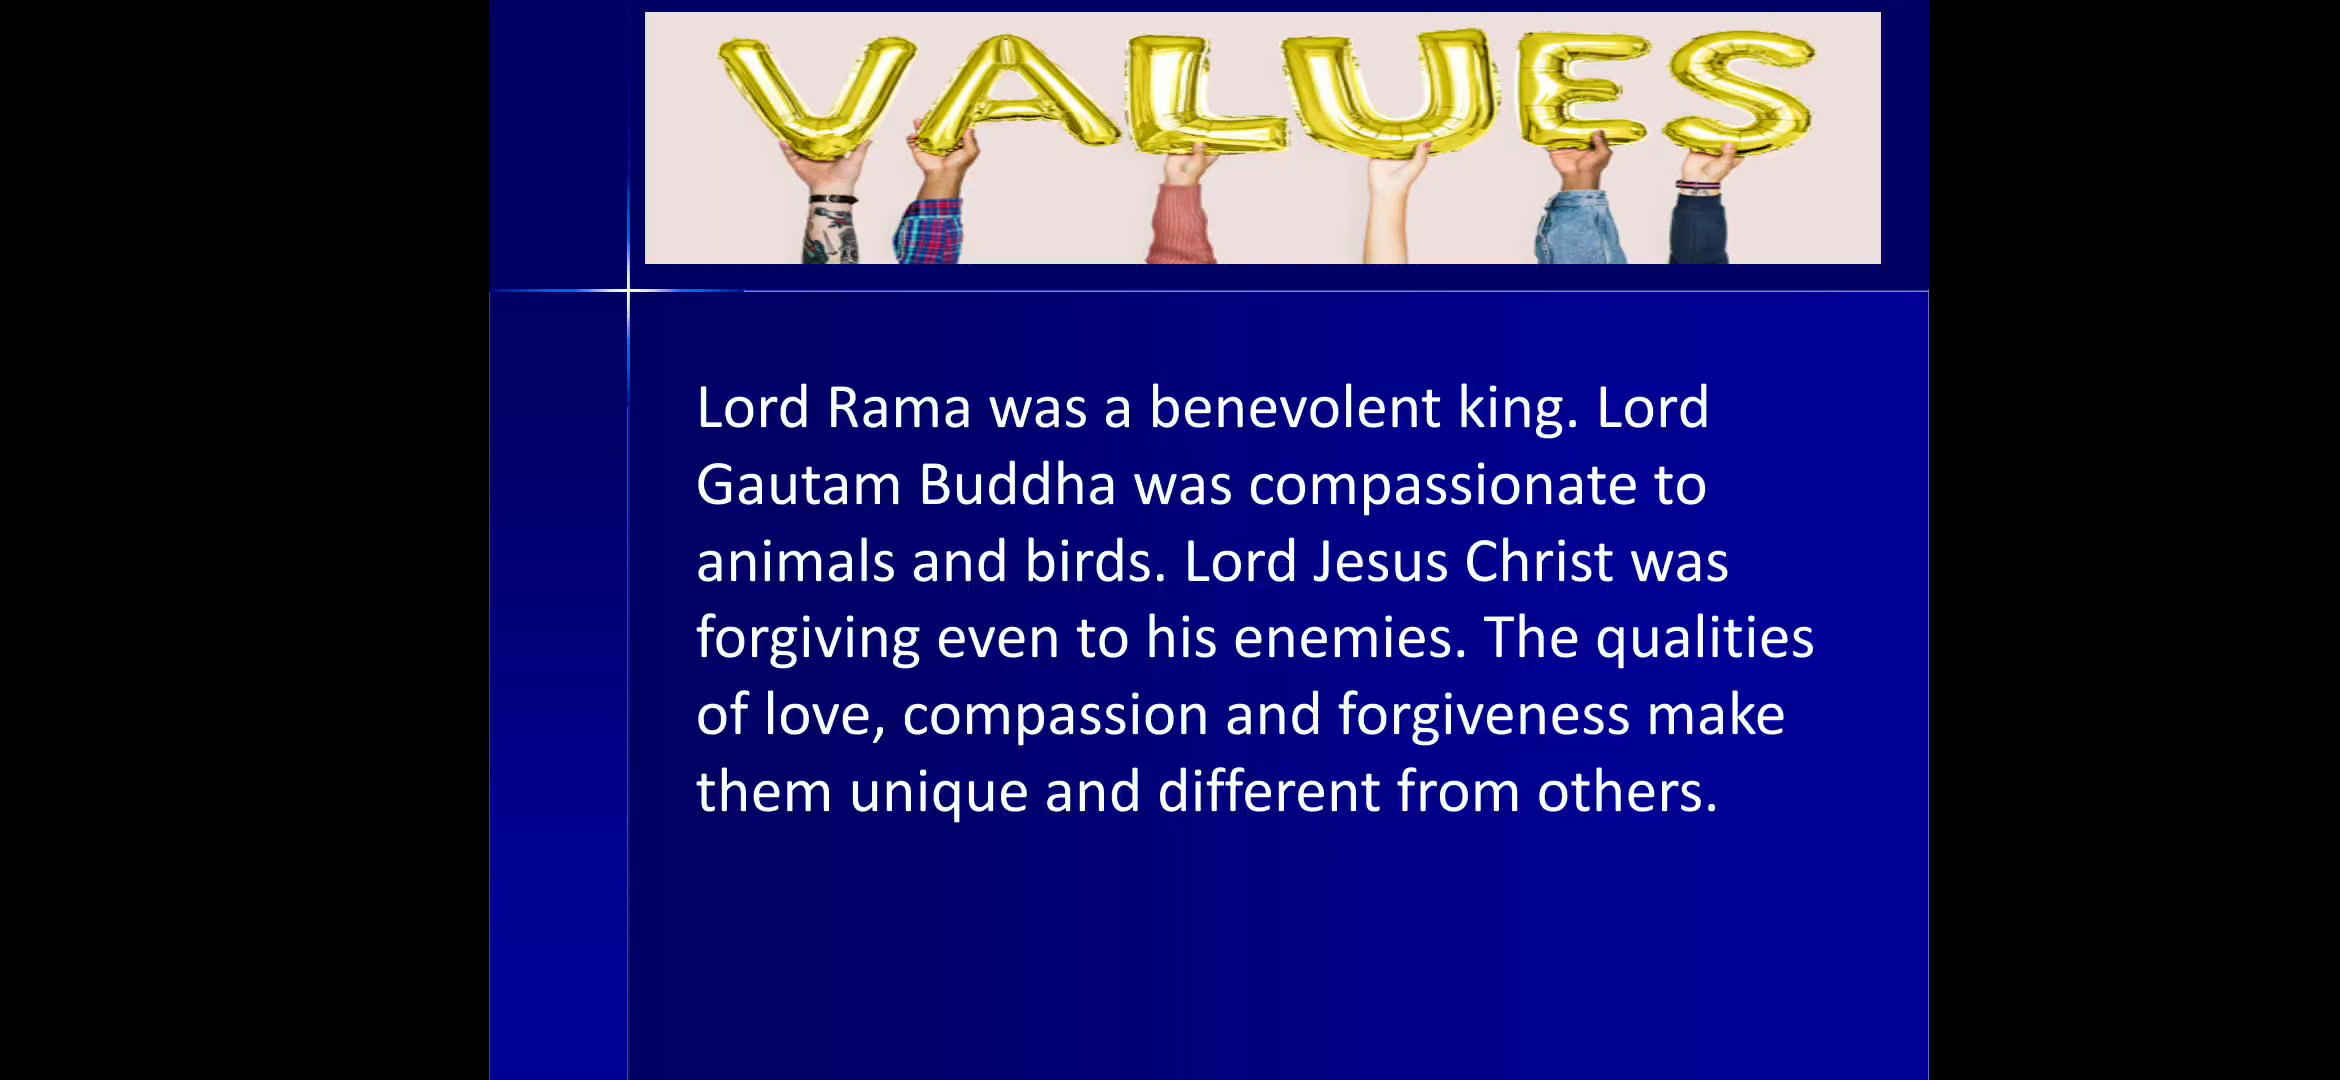 VALUES
Lord Rama was a benevolent king. Lord
Gautam Buddha was compassionate to
animals and birds. Lord Jesus Christ was
forgiving even to his enemies. The qualities
of love, compassion and forgiveness make
them unique and different from others.